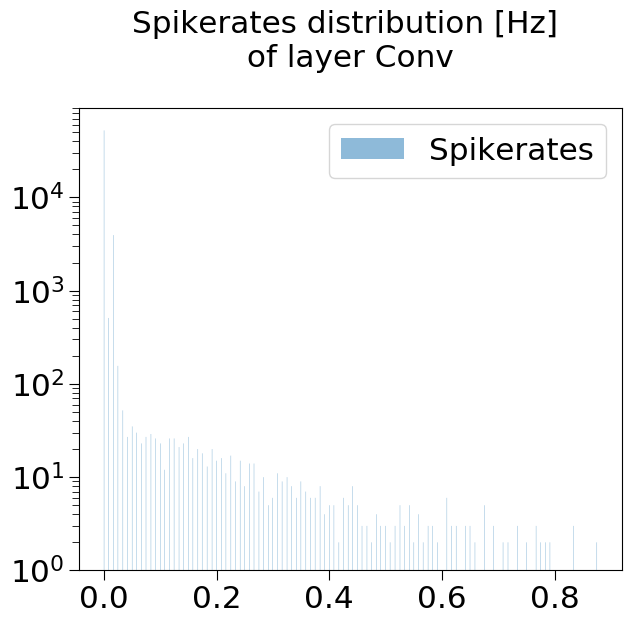 Spikerates distribution [Hz]
of layer Conv
Spikerates
10⁴
10³
10²
10¹
10⁰
0.0 0.2 0.4 0.6 0.8